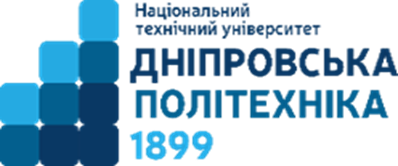 Національний
технічний університет
ДНІПРОВСЬКА
ПОЛІТЕХНІКА
1899